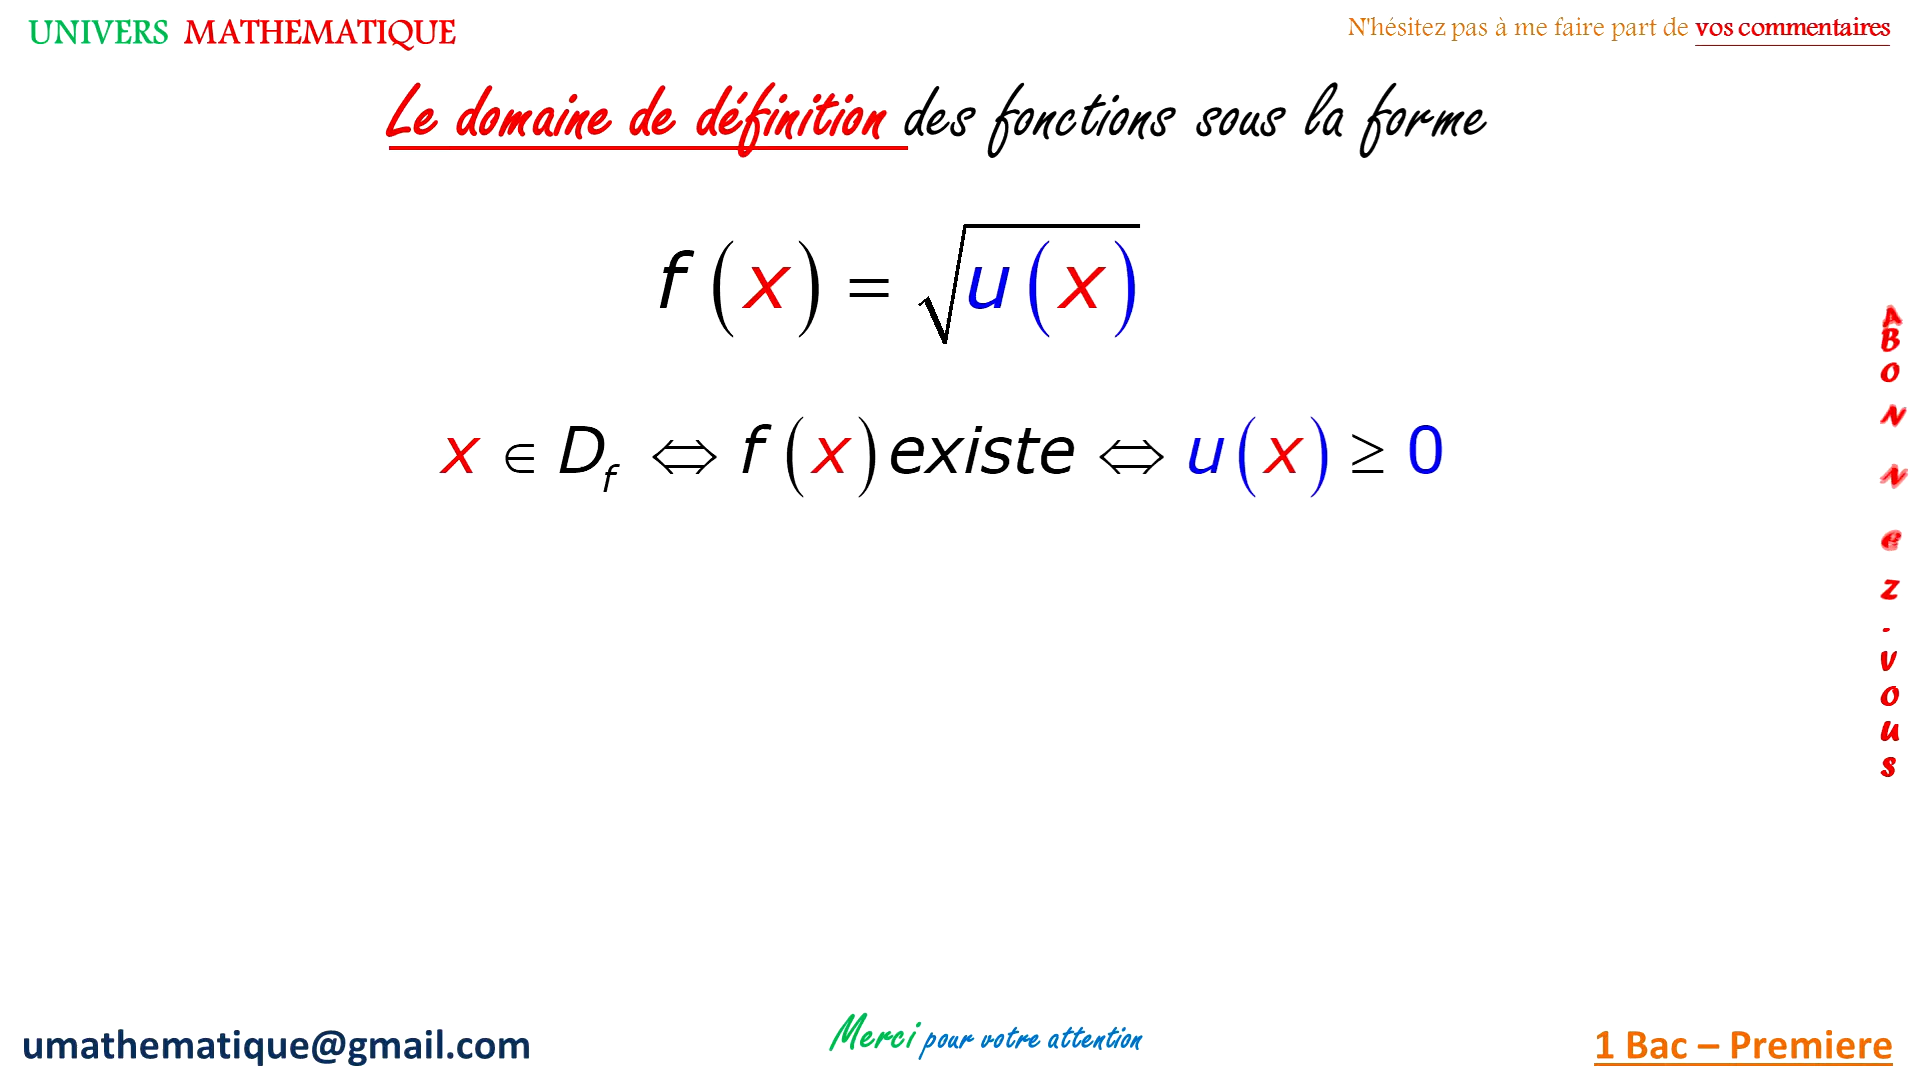 UNIVERS MATHEMATIQUE
N'hésitez pas à me faire part de vos commentaires
Le domaine de définition des fonctions sous la forme
f(x) = √u(x)
x ∈ D_f ⇔ f(x) existe ⇔ u(x) ≥ 0
ABONNez-vous
umathematique@gmail.com
Merci pour votre attention
1 Bac – Premiere